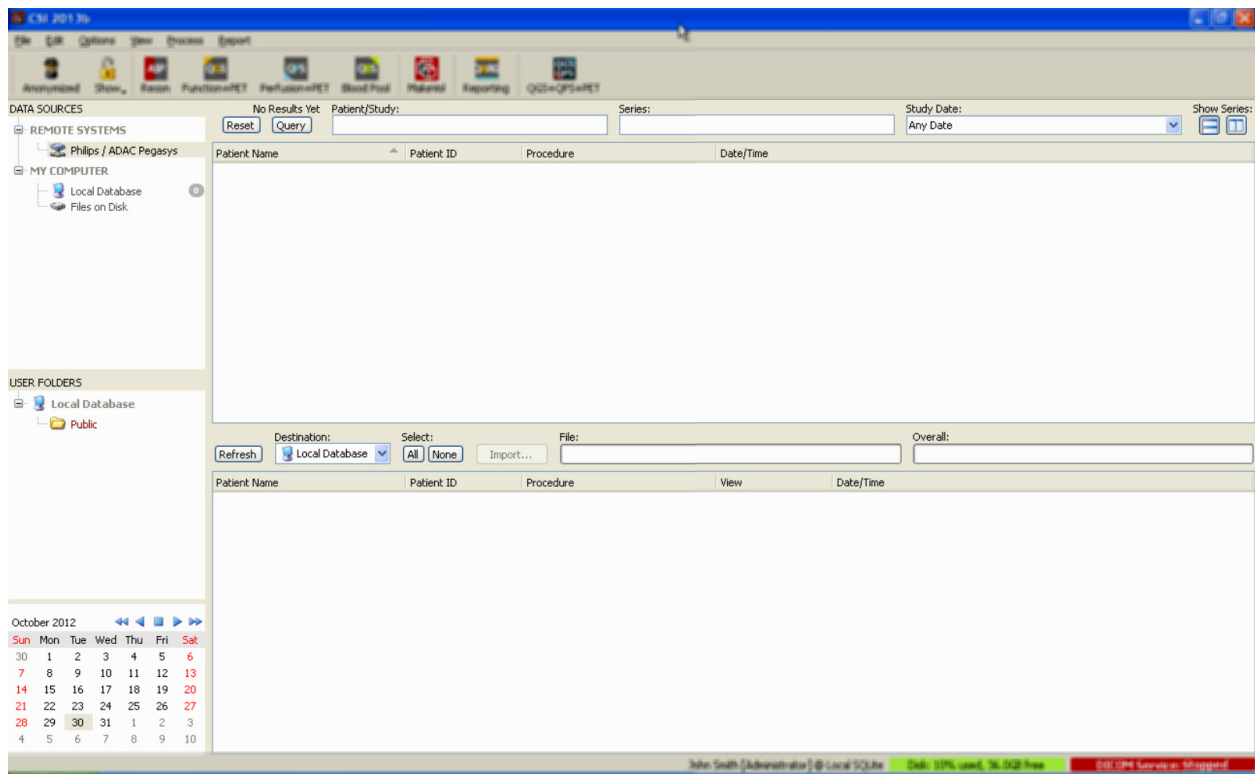 CSI 2013b
File Edit Options View Process Export
Anonymized Show Recon Function+PET Perfusion+PET Blood Pool Reporting QGS+QPS+PET
DATA SOURCES
REMOTE SYSTEMS
Philips / ADAC Pegasys
MY COMPUTER
Local Database 0
Files on Disk
No Results Yet Patient/Study: Series: Study Date: Show Series:
Reset Query Any Date
Patient Name Patient ID Procedure Date/Time
USER FOLDERS
Local Database
Public
Destination: Select: File: Overall:
Refresh Local Database All None Import...
Patient Name Patient ID Procedure View Date/Time
October 2012
Sun Mon Tue Wed Thu Fri Sat
30 1 2 3 4 5 6
7 8 9 10 11 12 13
14 15 16 17 18 19 20
21 22 23 24 25 26 27
28 29 30 31 1 2 3
4 5 6 7 8 9 10
John Smith [Administrator] @ Local SQLite Disk: 10% used, 36.0GB free DICOM Service: Stopped